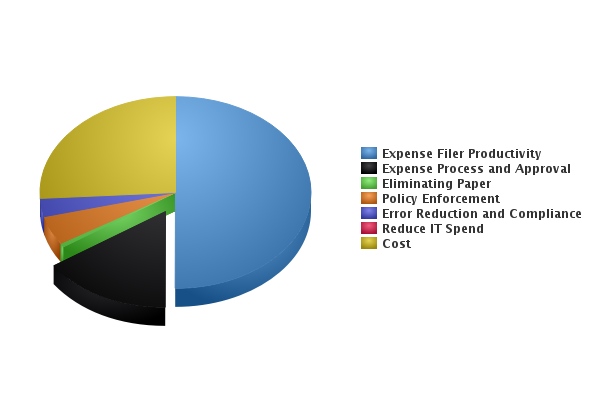 Expense Filer Productivity
Expense Process and Approval
Eliminating Paper
Policy Enforcement
Error Reduction and Compliance
Reduce IT Spend
Cost